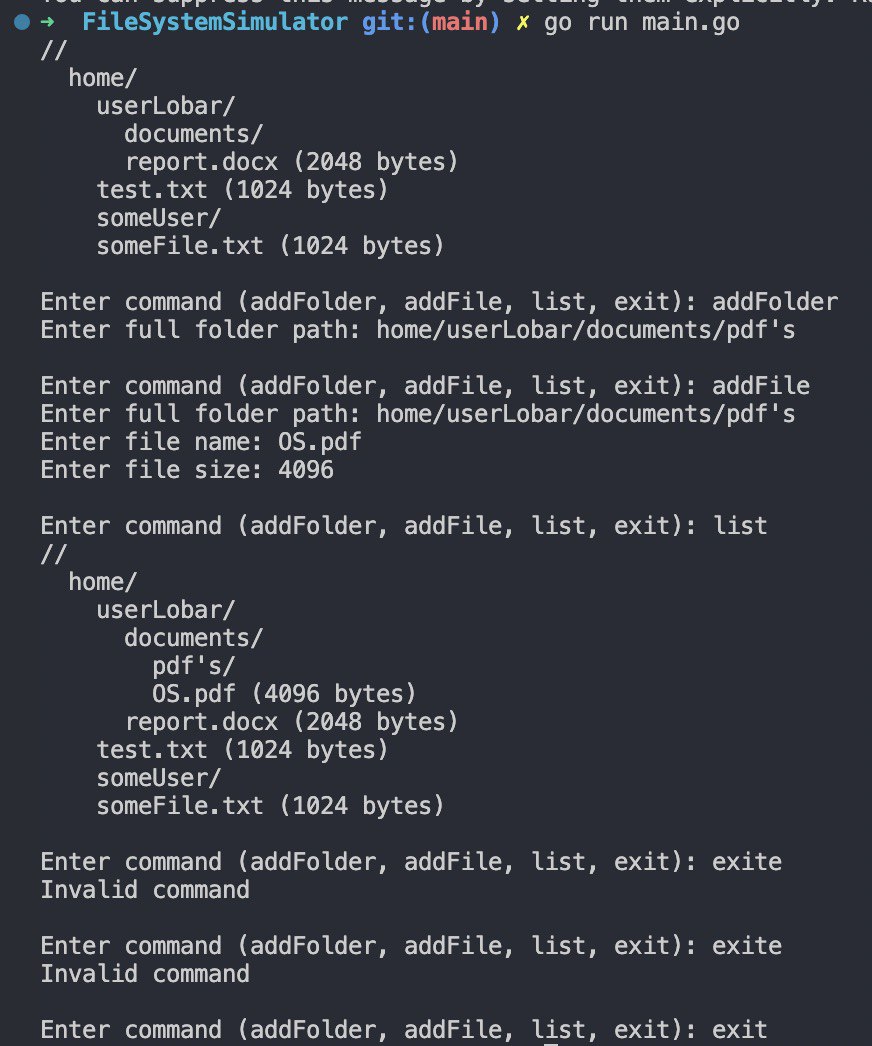 ➜  FileSystemSimulator git:(main) ✗ go run main.go
//
  home/
    userLobar/
      documents/
      report.docx (2048 bytes)
    test.txt (1024 bytes)
    someUser/
    someFile.txt (1024 bytes)

Enter command (addFolder, addFile, list, exit): addFolder
Enter full folder path: home/userLobar/documents/pdf's

Enter command (addFolder, addFile, list, exit): addFile
Enter full folder path: home/userLobar/documents/pdf's
Enter file name: OS.pdf
Enter file size: 4096

Enter command (addFolder, addFile, list, exit): list
//
  home/
    userLobar/
      documents/
        pdf's/
        OS.pdf (4096 bytes)
      report.docx (2048 bytes)
    test.txt (1024 bytes)
    someUser/
    someFile.txt (1024 bytes)

Enter command (addFolder, addFile, list, exit): exite
Invalid command

Enter command (addFolder, addFile, list, exit): exite
Invalid command

Enter command (addFolder, addFile, list, exit): exit